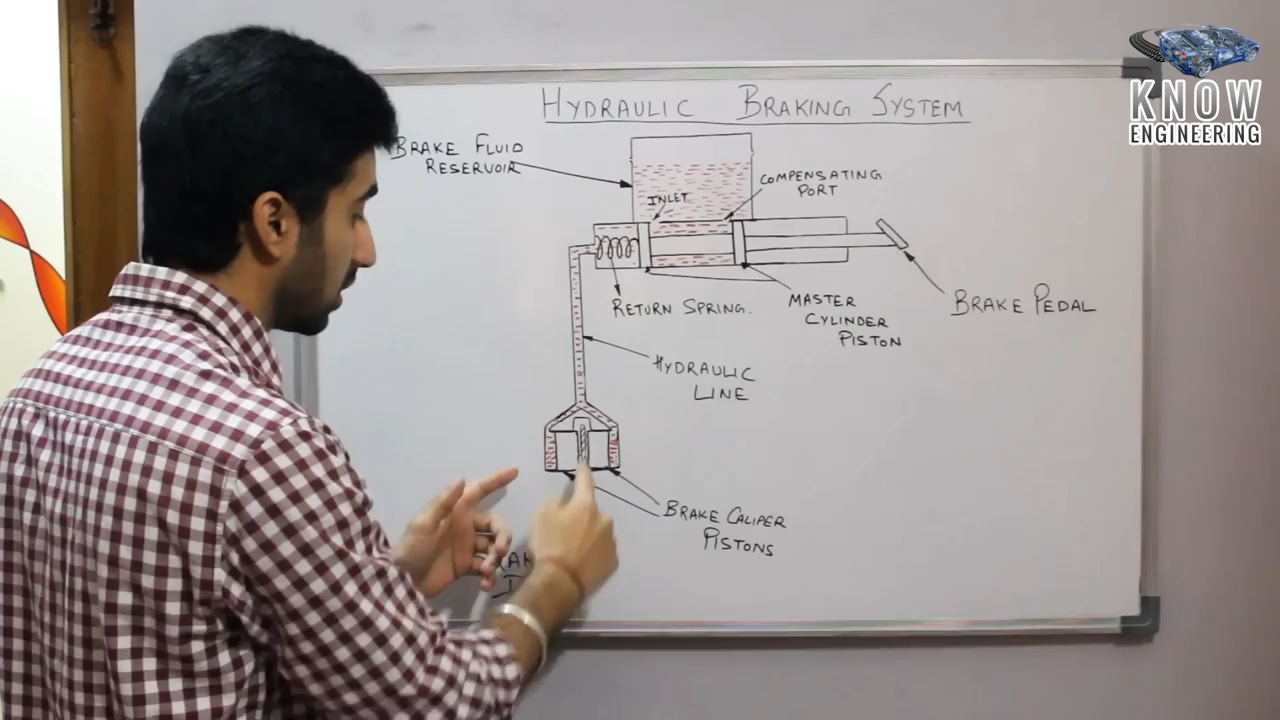 HYDRAULIC BRAKING SYSTEM
KNOW
ENGINEERING
BRAKE FLUID
RESERVOIR
COMPENSATING
PORT
INLET
RETURN SPRING.
MASTER
CYLINDER
PISTON
BRAKE PEDAL
HYDRAULIC
LINE
BRAKE CALIPER
PISTONS